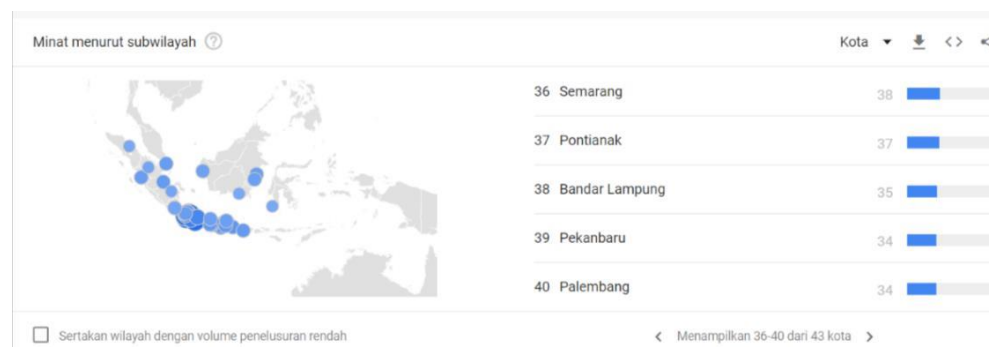 Minat menurut subwilayah
Kota
36 Semarang 38
37 Pontianak 37
38 Bandar Lampung 35
39 Pekanbaru 34
40 Palembang 34
Sertakan wilayah dengan volume penelusuran rendah
Menampilkan 36-40 dari 43 kota